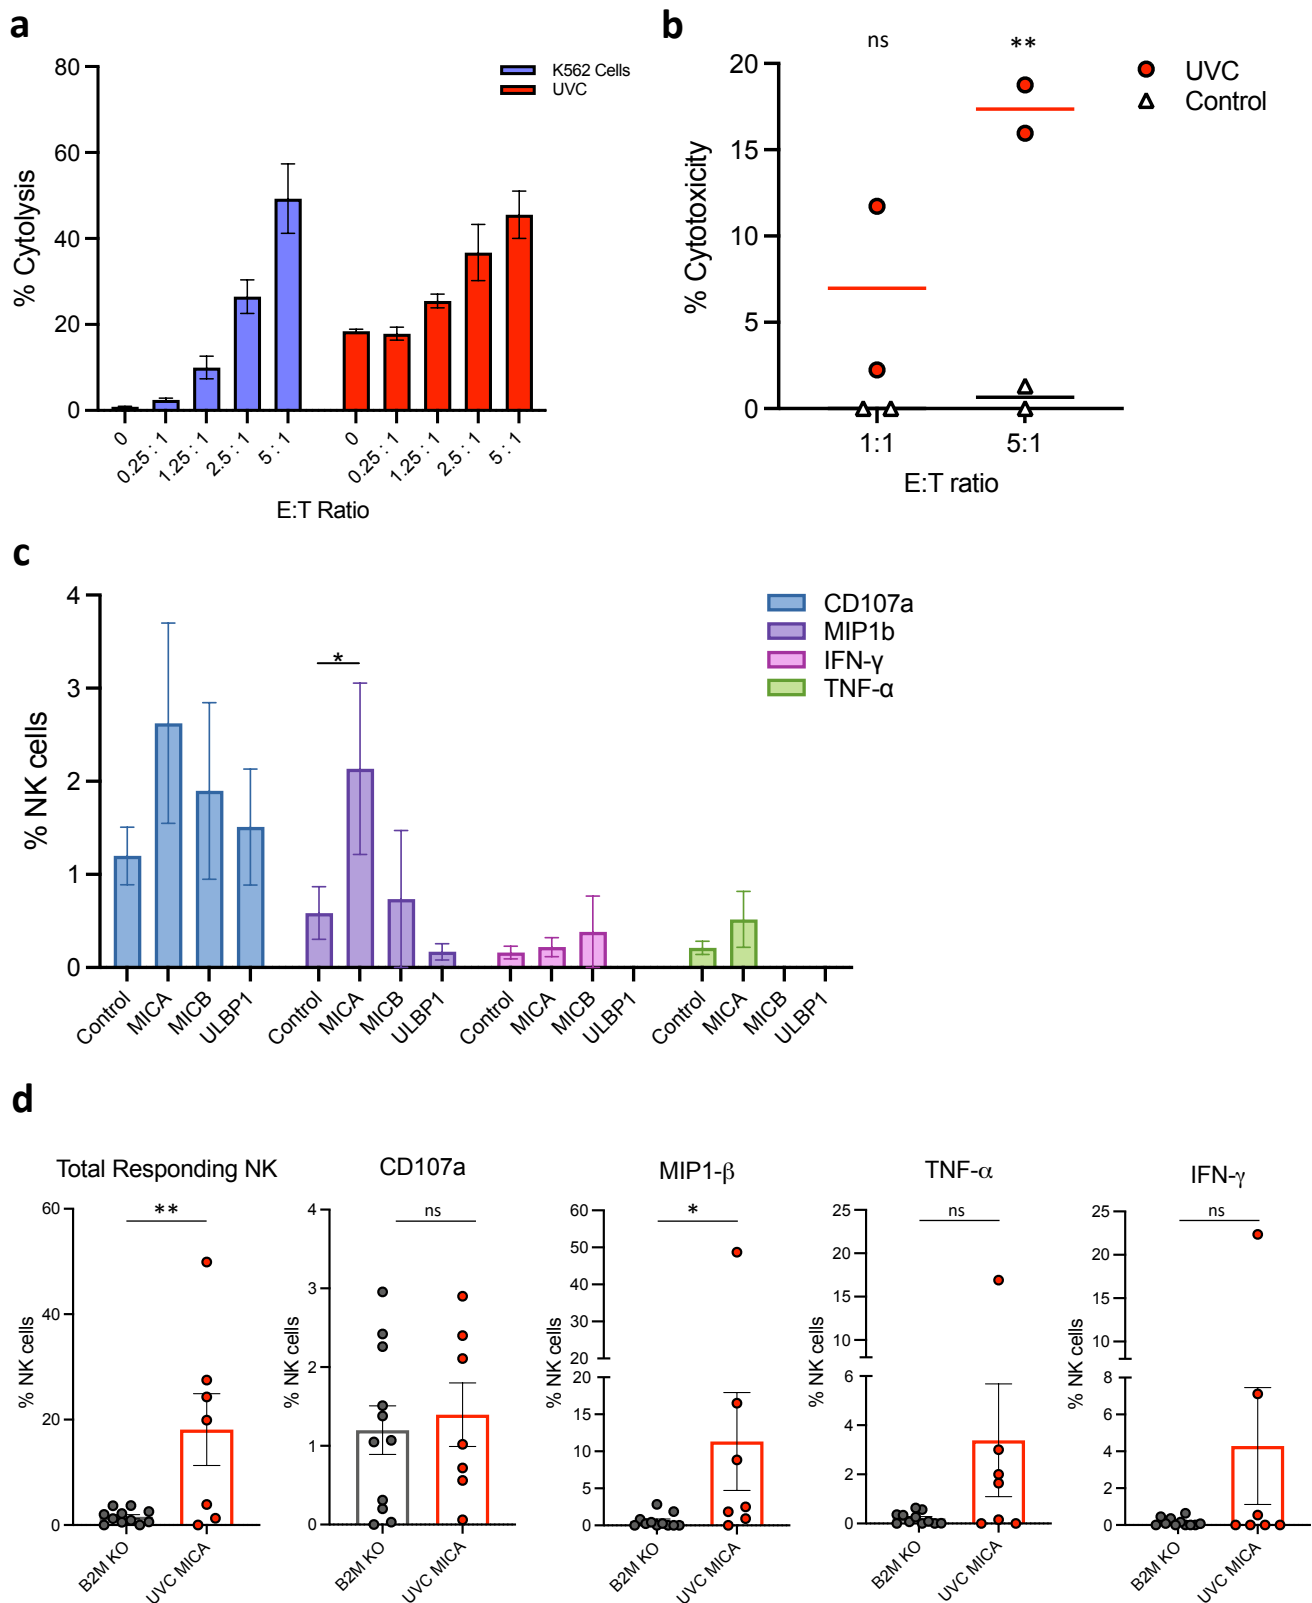 a
80
60
40
20
0
% Cytolysis
K562 Cells
UVC
0
0.25 : 1
1.25 : 1
2.5 : 1
5 : 1
0
0.25 : 1
1.25 : 1
2.5 : 1
5 : 1
E:T Ratio
b
ns
**
20
15
10
5
0
% Cytotoxicity
UVC
Control
1:1
5:1
E:T ratio
c
4
3
2
1
0
% NK cells
*
CD107a
MIP1b
IFN-γ
TNF-α
Control
MICA
MICB
ULBP1
Control
MICA
MICB
ULBP1
Control
MICA
MICB
ULBP1
Control
MICA
MICB
ULBP1
d
Total Responding NK
**
60
40
20
0
% NK cells
B2M KO
UVC MICA
CD107a
ns
4
3
2
1
0
% NK cells
B2M KO
UVC MICA
MIP1-β
*
60
50
40
30
20
20
15
10
5
0
% NK cells
B2M KO
UVC MICA
TNF-α
ns
25
20
15
10
6
4
2
0
% NK cells
B2M KO
UVC MICA
IFN-γ
ns
25
20
15
10
8
6
4
2
0
% NK cells
B2M KO
UVC MICA